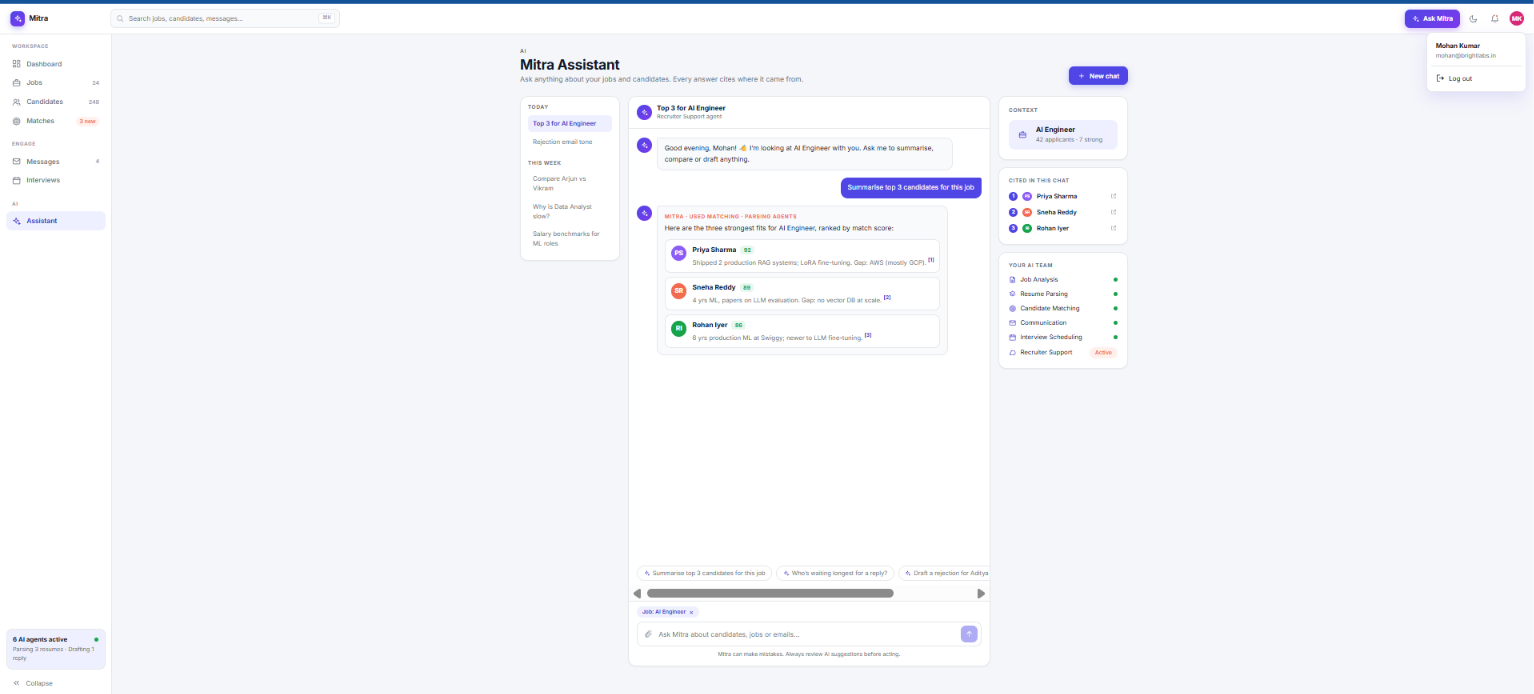 Mitra
Search jobs, candidates, messages...
⌘K
Ask Mitra
MK
Mohan Kumar
mohan@brightlabs.in
Log out
WORKSPACE
Dashboard
Jobs 24
Candidates 248
Matches 3 new
ENGAGE
Messages 4
Interviews
AI
Assistant
6 AI agents active
Parsing 3 resumes · Drafting 1
reply
Collapse
AI
Mitra Assistant
Ask anything about your jobs and candidates. Every answer cites where it came from.
New chat
TODAY
Top 3 for AI Engineer
Rejection email tone
THIS WEEK
Compare Arjun vs
Vikram
Why is Data Analyst
slow?
Salary benchmarks for
ML roles
Top 3 for AI Engineer
Recruiter Support agent
Good evening, Mohan! I'm looking at AI Engineer with you. Ask me to summarise,
compare or draft anything.
Summarise top 3 candidates for this job
MITRA · USED MATCHING · PARSING AGENTS
Here are the three strongest fits for AI Engineer, ranked by match score:
PS Priya Sharma 92
Shipped 2 production RAG systems; LoRA fine-tuning. Gap: AWS (mostly GCP). [1]
SR Sneha Reddy 89
4 yrs ML, papers on LLM evaluation. Gap: no vector DB at scale. [2]
RI Rohan Iyer 86
6 yrs production ML at Swiggy; newer to LLM fine-tuning. [3]
Summarise top 3 candidates for this job
Who's waiting longest for a reply?
Draft a rejection for Aditya
Job: AI Engineer ×
Ask Mitra about candidates, jobs or emails...
Mitra can make mistakes. Always review AI suggestions before acting.
CONTEXT
AI Engineer
42 applicants · 7 strong
CITED IN THIS CHAT
1 PS Priya Sharma
2 SR Sneha Reddy
3 RI Rohan Iyer
YOUR AI TEAM
Job Analysis
Resume Parsing
Candidate Matching
Communication
Interview Scheduling
Recruiter Support Active